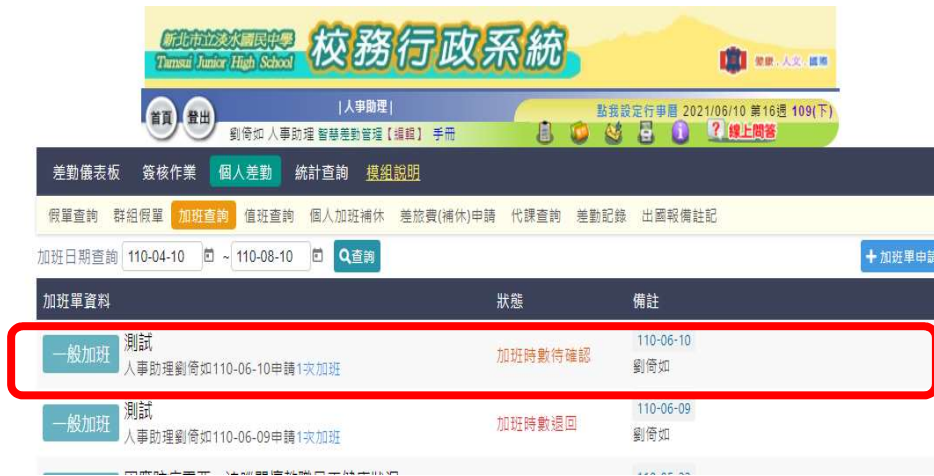 新北市立淡水國民中學
Tamsui Junior High School
校務行政系統
健康．人文．國際
首頁 登出
|人事助理|
點我設定行事曆 2021/06/10 第16週 109(下)
劉倚如 人事助理 智慧差勤管理【編輯】 手冊
線上問答
差勤儀表板 簽核作業 個人差勤 統計查詢 模組說明
假單查詢 群組假單 加班查詢 值班查詢 個人加班補休 差旅費(補休)申請 代課查詢 差勤記錄 出國報備註記
加班日期查詢 110-04-10 ~ 110-08-10 查詢
+ 加班單申請
加班單資料 狀態 備註
一般加班 測試
人事助理劉倚如110-06-10申請1次加班
加班時數待確認
110-06-10
劉倚如
一般加班 測試
人事助理劉倚如110-06-09申請1次加班
加班時數退回
110-06-09
劉倚如